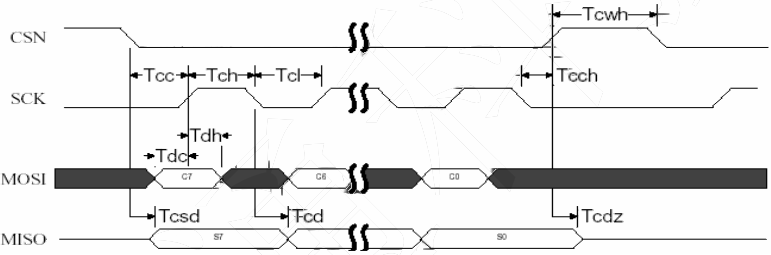 CSN Tcwh
Tcc Tch Tcl Tcch
SCK
Tdh
Tdc
MOSI C7 C6 C0
Tcsd Tcd Tcdz
MISO S7 S0